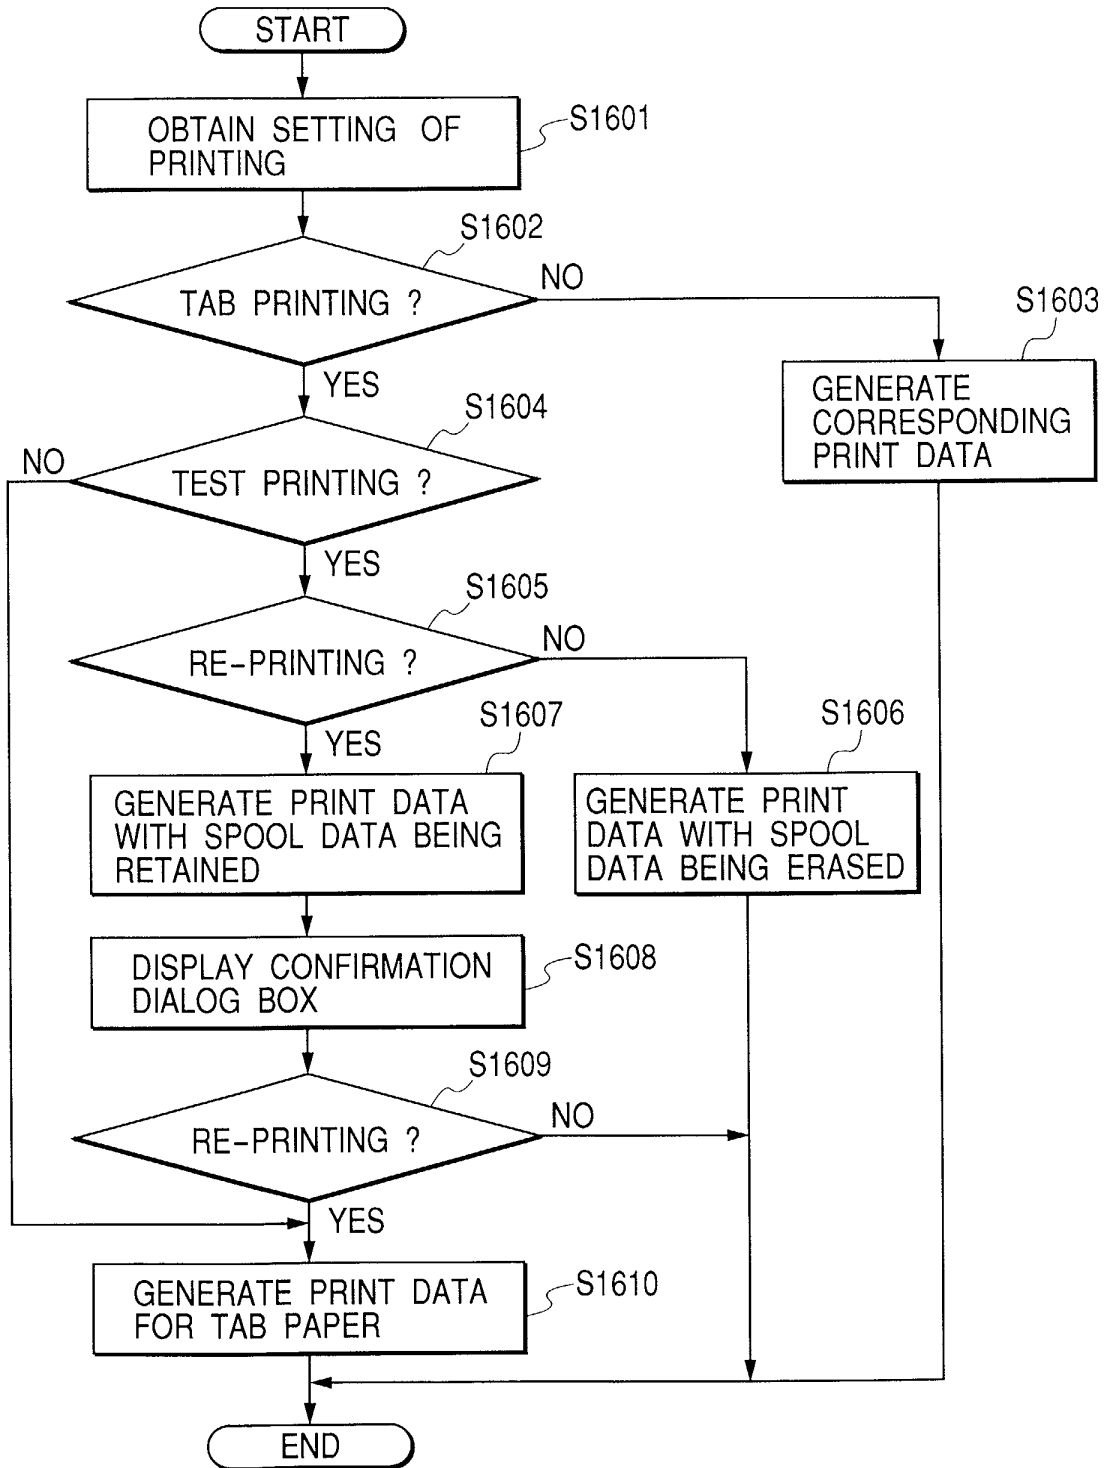 START
OBTAIN SETTING OF
PRINTING
S1601
S1602
TAB PRINTING ?
NO
YES
S1603
GENERATE
CORRESPONDING
PRINT DATA
S1604
TEST PRINTING ?
NO
YES
S1605
RE-PRINTING ?
NO
YES
S1607
GENERATE PRINT DATA
WITH SPOOL DATA BEING
RETAINED
S1606
GENERATE PRINT
DATA WITH SPOOL
DATA BEING ERASED
DISPLAY CONFIRMATION
DIALOG BOX
S1608
S1609
RE-PRINTING ?
NO
YES
GENERATE PRINT DATA
FOR TAB PAPER
S1610
END